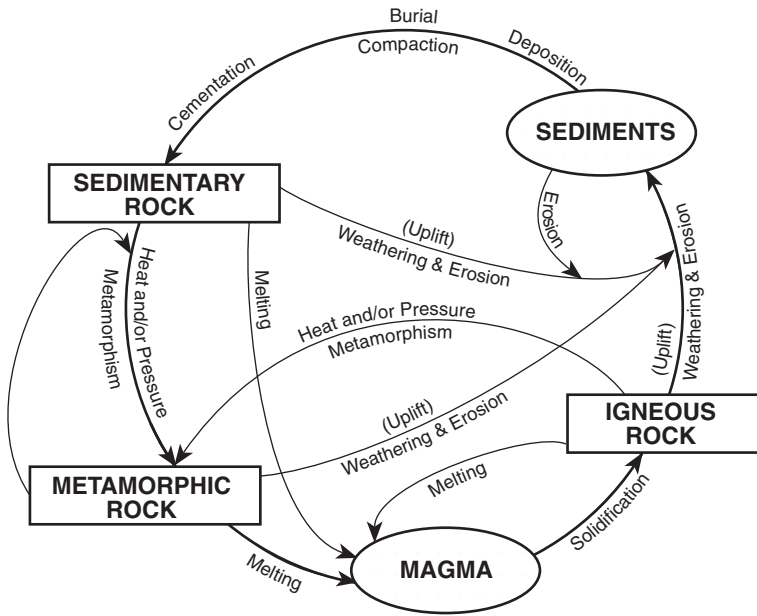 Burial
Compaction
Deposition
Cementation
SEDIMENTS
SEDIMENTARY
ROCK
Erosion
(Uplift)
Weathering & Erosion
Heat and/or Pressure
Metamorphism
Melting
Heat and/or Pressure
Metamorphism
(Uplift)
Weathering & Erosion
(Uplift)
Weathering & Erosion
IGNEOUS
ROCK
Melting
METAMORPHIC
ROCK
Melting
MAGMA
Solidification